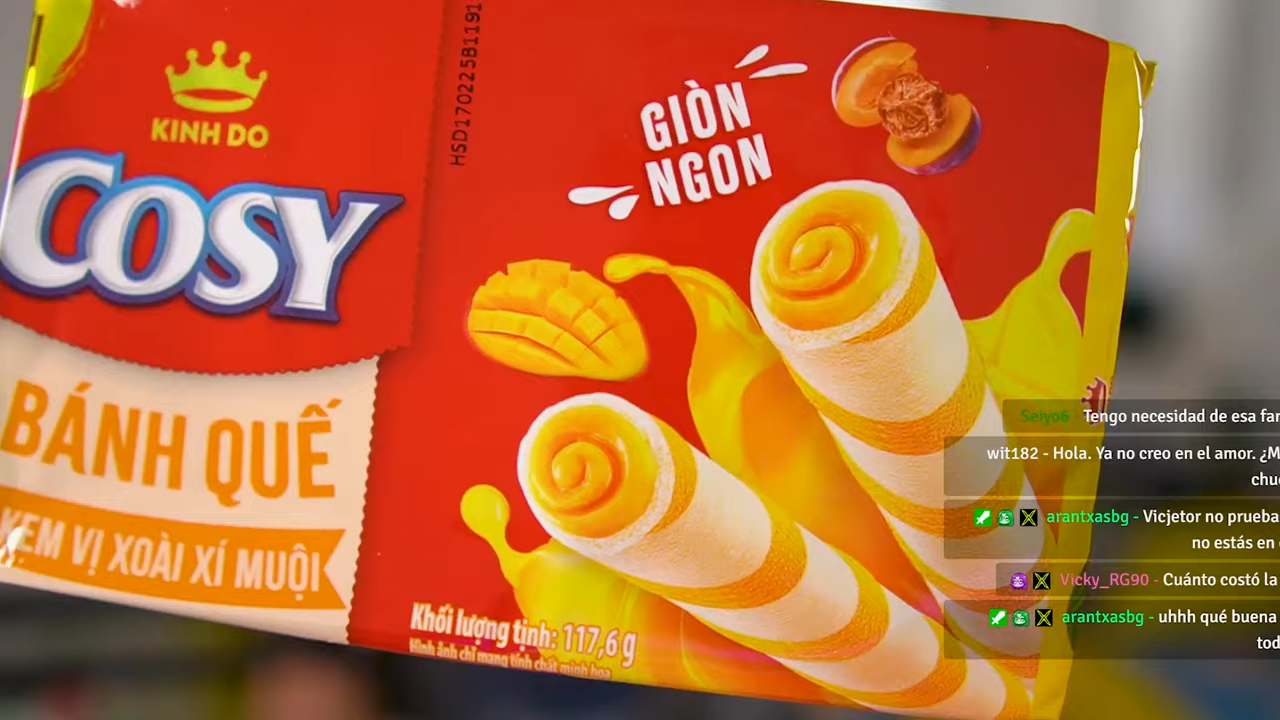 KINH DO
COSY
BÁNH QUẾ
KEM VỊ XOÀI XÍ MUỘI
HSD170225B1191
GIÒN
NGON
Khối lượng tịnh: 117,6 g
Hình ảnh chỉ mang tính chất minh họa
Seiyo6 Tengo necesidad de esa
wit182 - Hola. Ya no creo en el amor.
arantxasbg - Vicjetor no prueba
no estás en
Vicky_RG90 - Cuánto costó la
arantxasbg - uhhh qué buena